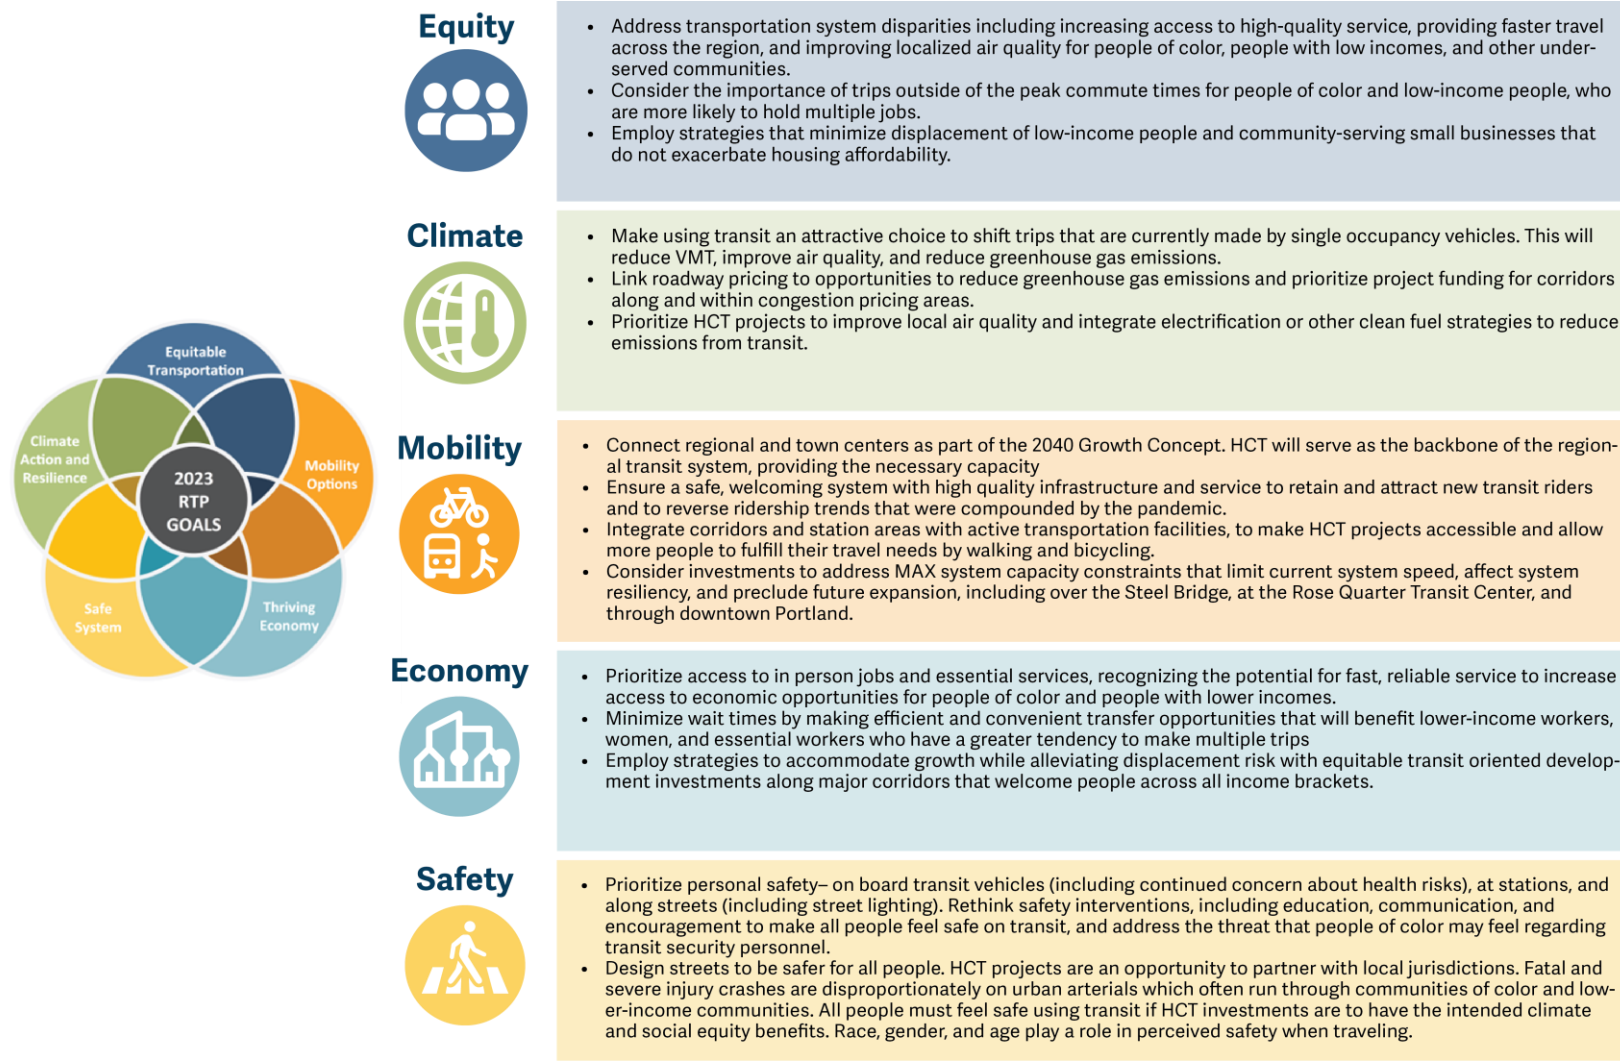 Equitable
Transportation
Climate
Action and
Resilience
Mobility
Options
2023
RTP
GOALS
Safe
System
Thriving
Economy
Equity
• Address transportation system disparities including increasing access to high-quality service, providing faster travel
across the region, and improving localized air quality for people of color, people with low incomes, and other under-
served communities.
• Consider the importance of trips outside of the peak commute times for people of color and low-income people, who
are more likely to hold multiple jobs.
• Employ strategies that minimize displacement of low-income people and community-serving small businesses that
do not exacerbate housing affordability.
Climate
• Make using transit an attractive choice to shift trips that are currently made by single occupancy vehicles. This will
reduce VMT, improve air quality, and reduce greenhouse gas emissions.
• Link roadway pricing to opportunities to reduce greenhouse gas emissions and prioritize project funding for corridors
along and within congestion pricing areas.
• Prioritize HCT projects to improve local air quality and integrate electrification or other clean fuel strategies to reduce
emissions from transit.
Mobility
• Connect regional and town centers as part of the 2040 Growth Concept. HCT will serve as the backbone of the region-
al transit system, providing the necessary capacity
• Ensure a safe, welcoming system with high quality infrastructure and service to retain and attract new transit riders
and to reverse ridership trends that were compounded by the pandemic.
• Integrate corridors and station areas with active transportation facilities, to make HCT projects accessible and allow
more people to fulfill their travel needs by walking and bicycling.
• Consider investments to address MAX system capacity constraints that limit current system speed, affect system
resiliency, and preclude future expansion, including over the Steel Bridge, at the Rose Quarter Transit Center, and
through downtown Portland.
Economy
• Prioritize access to in person jobs and essential services, recognizing the potential for fast, reliable service to increase
access to economic opportunities for people of color and people with lower incomes.
• Minimize wait times by making efficient and convenient transfer opportunities that will benefit lower-income workers,
women, and essential workers who have a greater tendency to make multiple trips
• Employ strategies to accommodate growth while alleviating displacement risk with equitable transit oriented develop-
ment investments along major corridors that welcome people across all income brackets.
Safety
• Prioritize personal safety– on board transit vehicles (including continued concern about health risks), at stations, and
along streets (including street lighting). Rethink safety interventions, including education, communication, and
encouragement to make all people feel safe on transit, and address the threat that people of color may feel regarding
transit security personnel.
• Design streets to be safer for all people. HCT projects are an opportunity to partner with local jurisdictions. Fatal and
severe injury crashes are disproportionately on urban arterials which often run through communities of color and low-
er-income communities. All people must feel safe using transit if HCT investments are to have the intended climate
and social equity benefits. Race, gender, and age play a role in perceived safety when traveling.